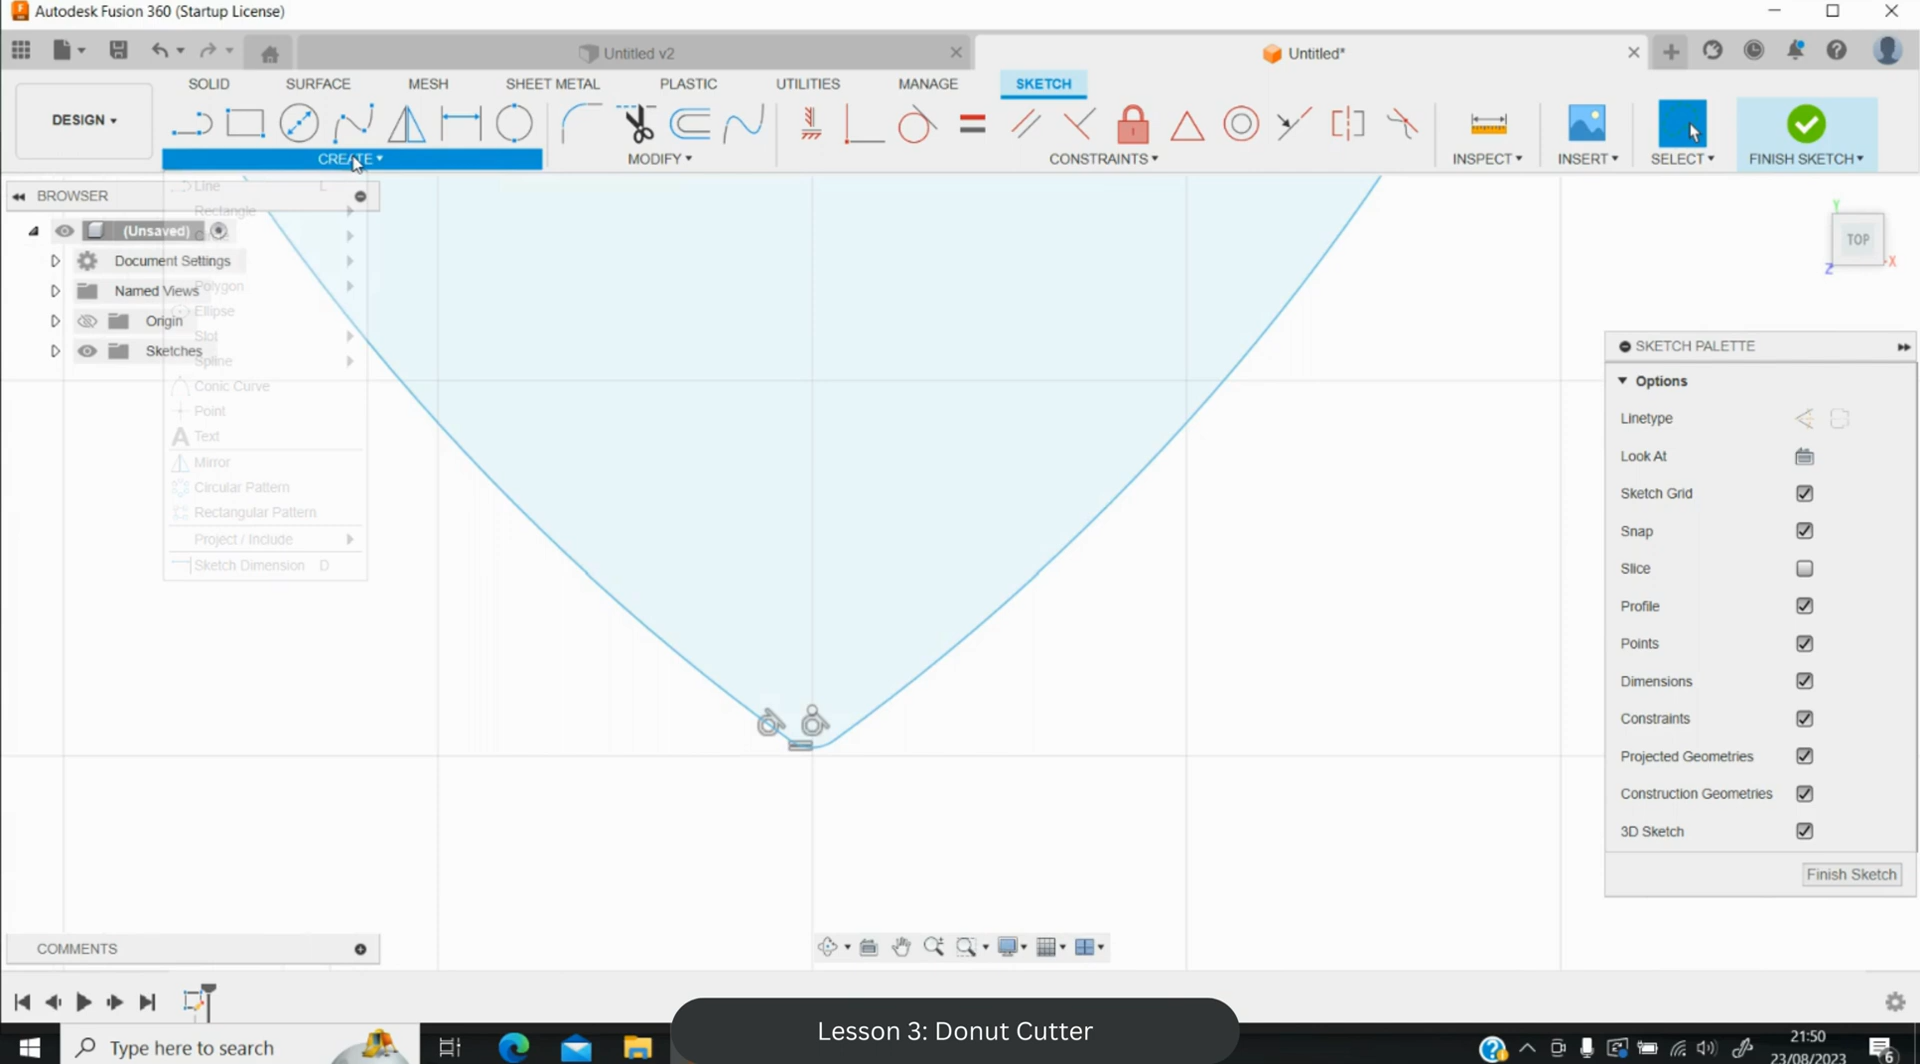 Autodesk Fusion 360 (Startup License)
Untitled v2
Untitled*
SOLID
SURFACE
MESH
SHEET METAL
PLASTIC
UTILITIES
MANAGE
SKETCH
DESIGN
CREATE
MODIFY
CONSTRAINTS
INSPECT
INSERT
SELECT
FINISH SKETCH
BROWSER
(Unsaved)
Document Settings
Named Views
Origin
Sketches
Line L
Rectangle
Polygon
Ellipse
Slot
Spline
Conic Curve
Point
Text
Mirror
Circular Pattern
Rectangular Pattern
Project / Include
Sketch Dimension D
Y
TOP
X
Z
SKETCH PALETTE
Options
Linetype
Look At
Sketch Grid
Snap
Slice
Profile
Points
Dimensions
Constraints
Projected Geometries
Construction Geometries
3D Sketch
Finish Sketch
COMMENTS
Lesson 3: Donut Cutter
Type here to search
21:50
23/08/2023
6